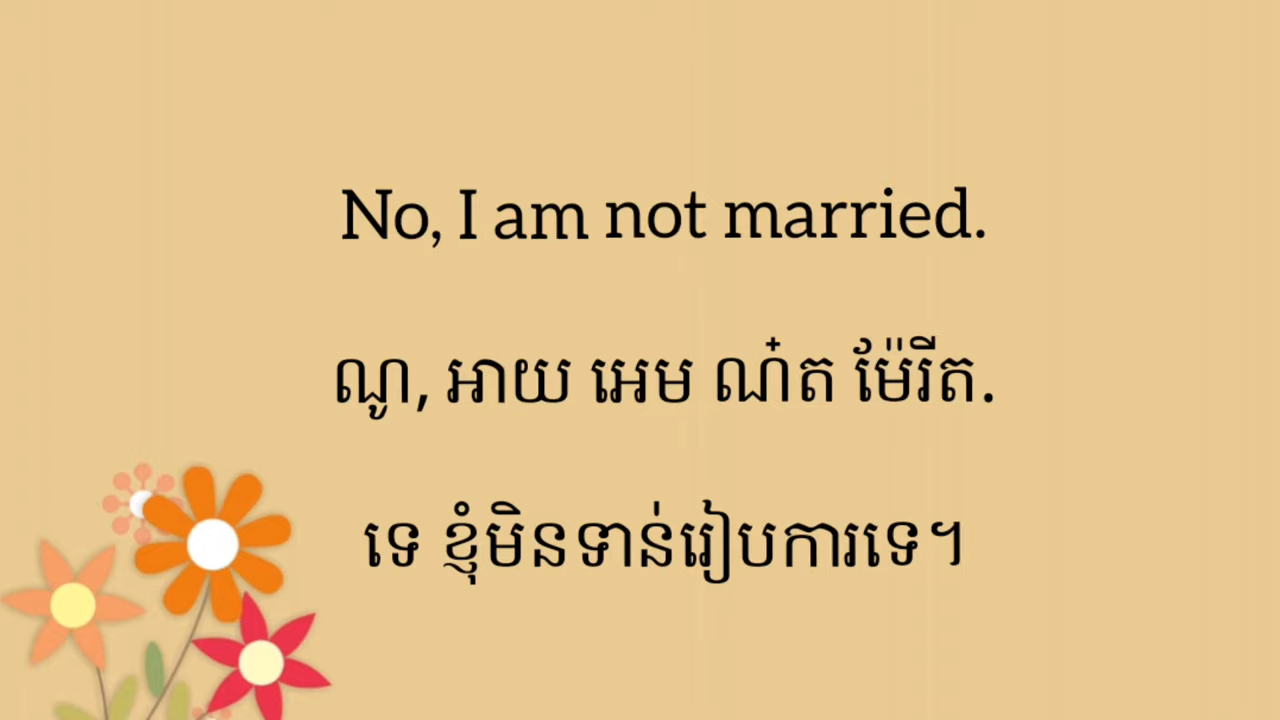 No, I am not married.
ណូ, អាយ អេម ណ៎ត ម៉ែរីត.
ទេ ខ្ញុំមិនទាន់រៀបការទេ។